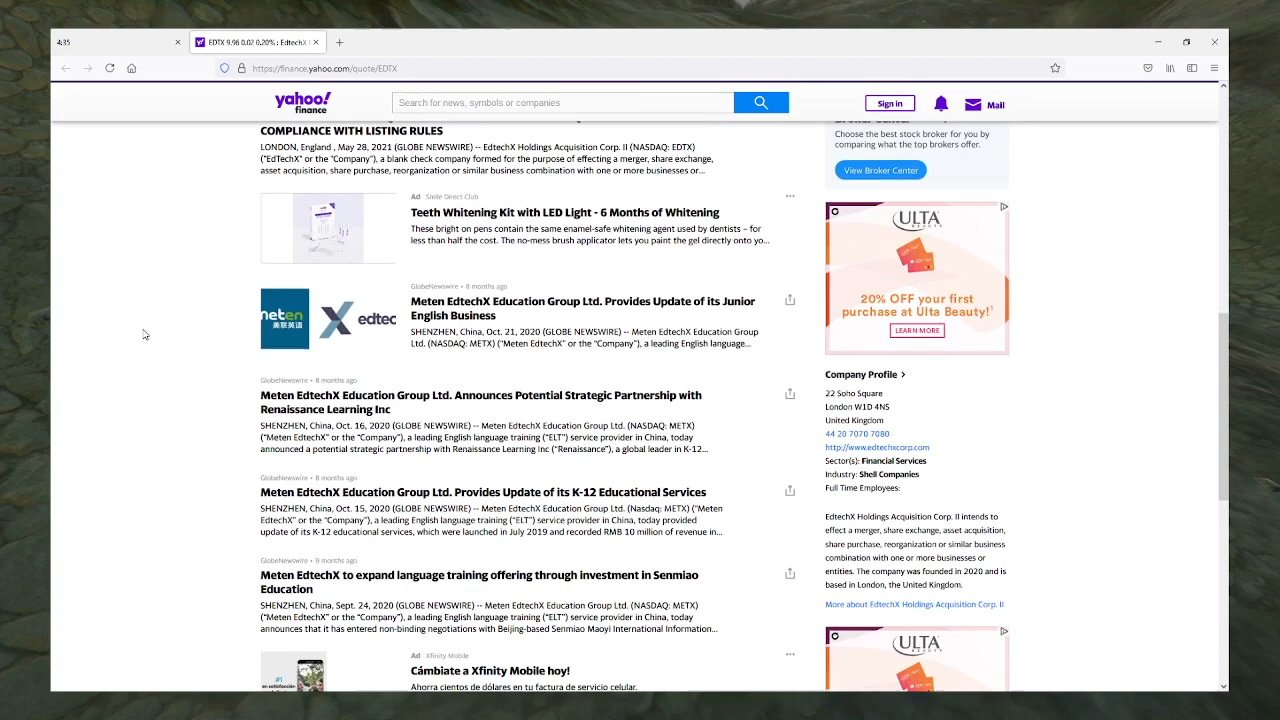 4:35
EDTX 9.96 0.02 0.20% : EdtechX
https://finance.yahoo.com/quote/EDTX
yahoo!
finance
Search for news, symbols or companies
Sign in
Mail
COMPLIANCE WITH LISTING RULES
LONDON, England , May 28, 2021 (GLOBE NEWSWIRE) -- EdtechX Holdings Acquisition Corp. II (NASDAQ: EDTX)
(“EdTechX” or the “Company”), a blank check company formed for the purpose of effecting a merger, share exchange,
asset acquisition, share purchase, reorganization or similar business combination with one or more businesses or…
Ad Smile Direct Club
Teeth Whitening Kit with LED Light - 6 Months of Whitening
These bright on pens contain the same enamel-safe whitening agent used by dentists – for
less than half the cost. The no-mess brush applicator lets you paint the gel directly onto yo…
neten
美联英语
edtec
GlobeNewswire • 8 months ago
Meten EdtechX Education Group Ltd. Provides Update of its Junior
English Business
SHENZHEN, China, Oct. 21, 2020 (GLOBE NEWSWIRE) -- Meten EdtechX Education Group
Ltd. (NASDAQ: METX) (“Meten EdtechX” or the “Company”), a leading English language…
GlobeNewswire • 8 months ago
Meten EdtechX Education Group Ltd. Announces Potential Strategic Partnership with
Renaissance Learning Inc
SHENZHEN, China, Oct. 16, 2020 (GLOBE NEWSWIRE) -- Meten EdtechX Education Group Ltd. (NASDAQ: METX)
(“Meten EdtechX” or the “Company”), a leading English language training (“ELT”) service provider in China, today
announced a potential strategic partnership with Renaissance Learning Inc (“Renaissance”), a global leader in K-12…
GlobeNewswire • 8 months ago
Meten EdtechX Education Group Ltd. Provides Update of its K-12 Educational Services
SHENZHEN, China, Oct. 15, 2020 (GLOBE NEWSWIRE) -- Meten EdtechX Education Group Ltd. (Nasdaq: METX) (“Meten
EdtechX” or the “Company”), a leading English language training (“ELT”) service provider in China, today provided
update of its K-12 educational services, which were launched in July 2019 and recorded RMB 10 million of revenue in…
GlobeNewswire • 9 months ago
Meten EdtechX to expand language training offering through investment in Senmiao
Education
SHENZHEN, China, Sept. 24, 2020 (GLOBE NEWSWIRE) -- Meten EdtechX Education Group Ltd. (NASDAQ: METX)
(“Meten EdtechX” or the “Company”), a leading English language training (“ELT”) service provider in China, today
announces that it has entered non-binding negotiations with Beijing-based Senmiao Maoyi International Information…
#1
en satisfacción
Ad Xfinity Mobile
Cámbiate a Xfinity Mobile hoy!
Ahorra cientos de dólares en tu factura de servicio celular.
Choose the best stock broker for you by
comparing what the top brokers offer.
View Broker Center
ULTA
BEAUTY
20% OFF your first
purchase at Ulta Beauty!†
LEARN MORE
Company Profile
22 Soho Square
London W1D 4NS
United Kingdom
44 20 7070 7080
http://www.edtechxcorp.com
Sector(s): Financial Services
Industry: Shell Companies
Full Time Employees:
EdtechX Holdings Acquisition Corp. II intends to
effect a merger, share exchange, asset acquisition,
share purchase, reorganization or similar business
combination with one or more businesses or
entities. The company was founded in 2020 and is
based in London, the United Kingdom.
More about EdtechX Holdings Acquisition Corp. II
ULTA
BEAUTY